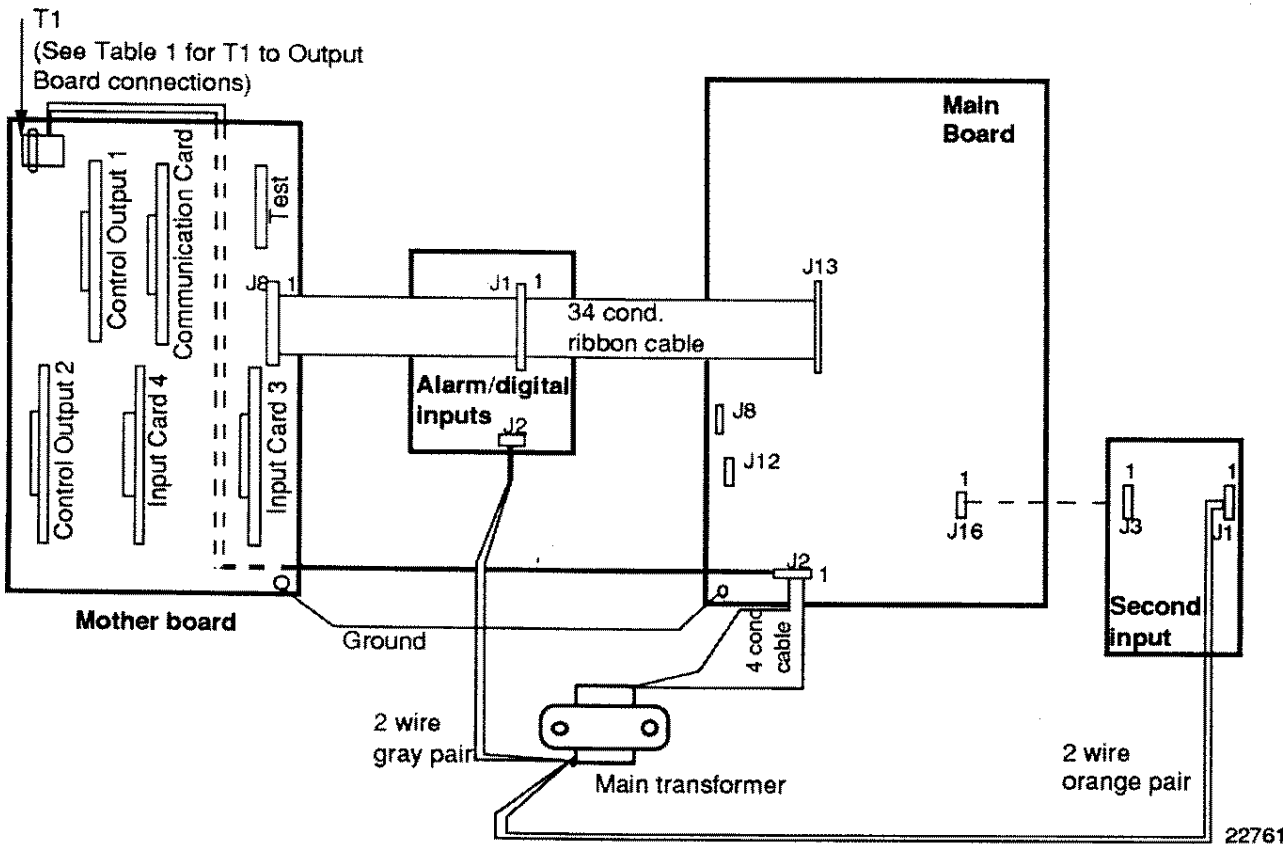 T1
(See Table 1 for T1 to Output
Board connections)
Control Output 1
Communication Card
Test
J8
1
Control Output 2
Input Card 4
Input Card 3
Mother board
J1
1
34 cond.
ribbon cable
Alarm/digital
inputs
J2
Main
Board
J13
J8
J12
1
J16
J2
1
1
J3
1
J1
Second
input
Ground
4 cond
cable
2 wire
gray pair
Main transformer
2 wire
orange pair
22761